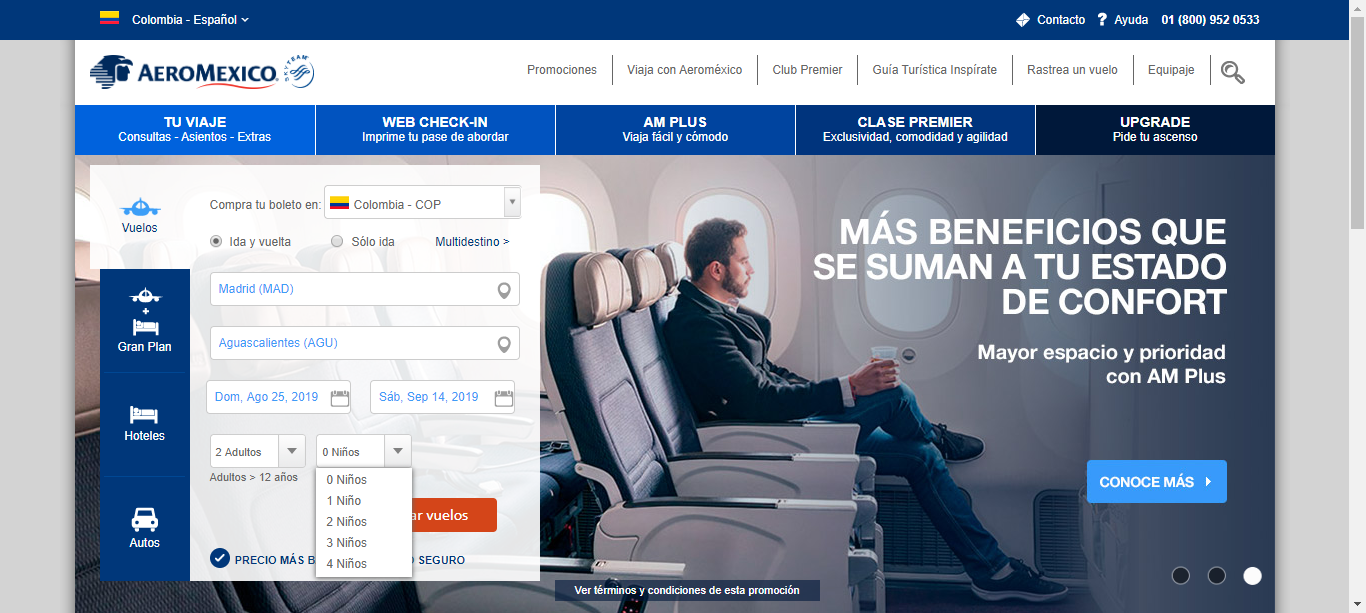 Colombia - Español
Contacto
Ayuda
01 (800) 952 0533
AEROMEXICO
SKYTEAM
Promociones
Viaja con Aeroméxico
Club Premier
Guía Turística Inspírate
Rastrea un vuelo
Equipaje
TU VIAJE
Consultas - Asientos - Extras
WEB CHECK-IN
Imprime tu pase de abordar
AM PLUS
Viaja fácil y cómodo
CLASE PREMIER
Exclusividad, comodidad y agilidad
UPGRADE
Pide tu ascenso
Vuelos
Gran Plan
Hoteles
Autos
Compra tu boleto en:
Colombia - COP
Ida y vuelta
Sólo ida
Multidestino >
Madrid (MAD)
Aguascalientes (AGU)
Dom, Ago 25, 2019
Sáb, Sep 14, 2019
2 Adultos
0 Niños
Adultos > 12 años
0 Niños
1 Niño
2 Niños
3 Niños
4 Niños
ar vuelos
PRECIO MÁS B
SEGURO
MÁS BENEFICIOS QUE
SE SUMAN A TU ESTADO
DE CONFORT
Mayor espacio y prioridad
con AM Plus
CONOCE MÁS
Ver términos y condiciones de esta promoción